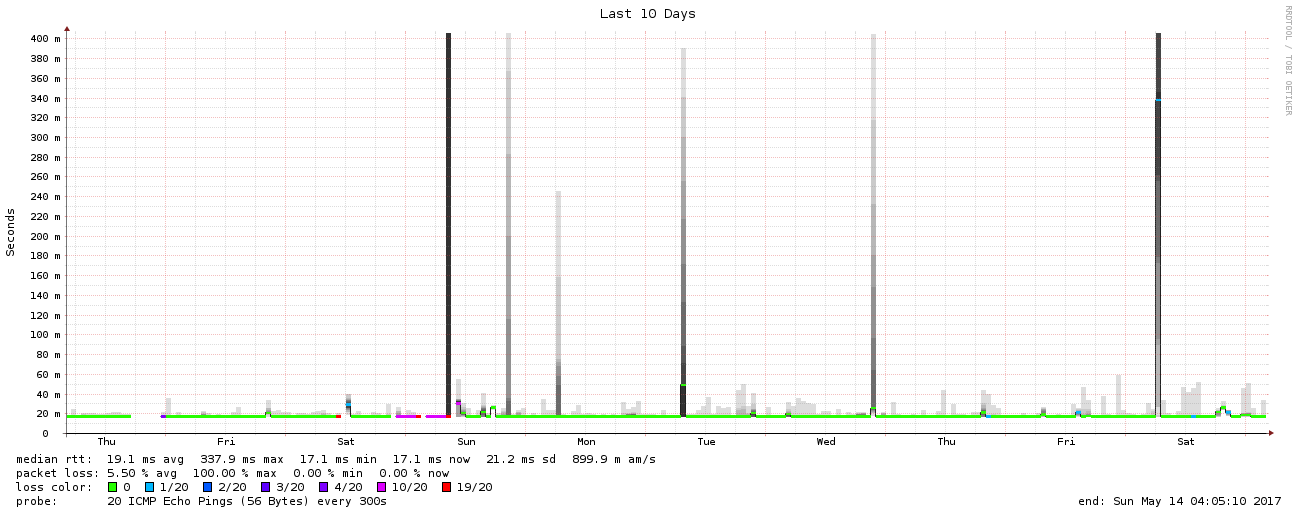 Last 10 Days
RRDTOOL / TOBI OETIKER
Seconds
400 m
380 m
360 m
340 m
320 m
300 m
280 m
260 m
240 m
220 m
200 m
180 m
160 m
140 m
120 m
100 m
80 m
60 m
40 m
20 m
0
Thu Fri Sat Sun Mon Tue Wed Thu Fri Sat
median rtt: 19.1 ms avg 337.9 ms max 17.1 ms min 17.1 ms now 21.2 ms sd 899.9 m am/s
packet loss: 5.50 % avg 100.00 % max 0.00 % min 0.00 % now
loss color: 0 1/20 2/20 3/20 4/20 10/20 19/20
probe: 20 ICMP Echo Pings (56 Bytes) every 300s end: Sun May 14 04:05:10 2017